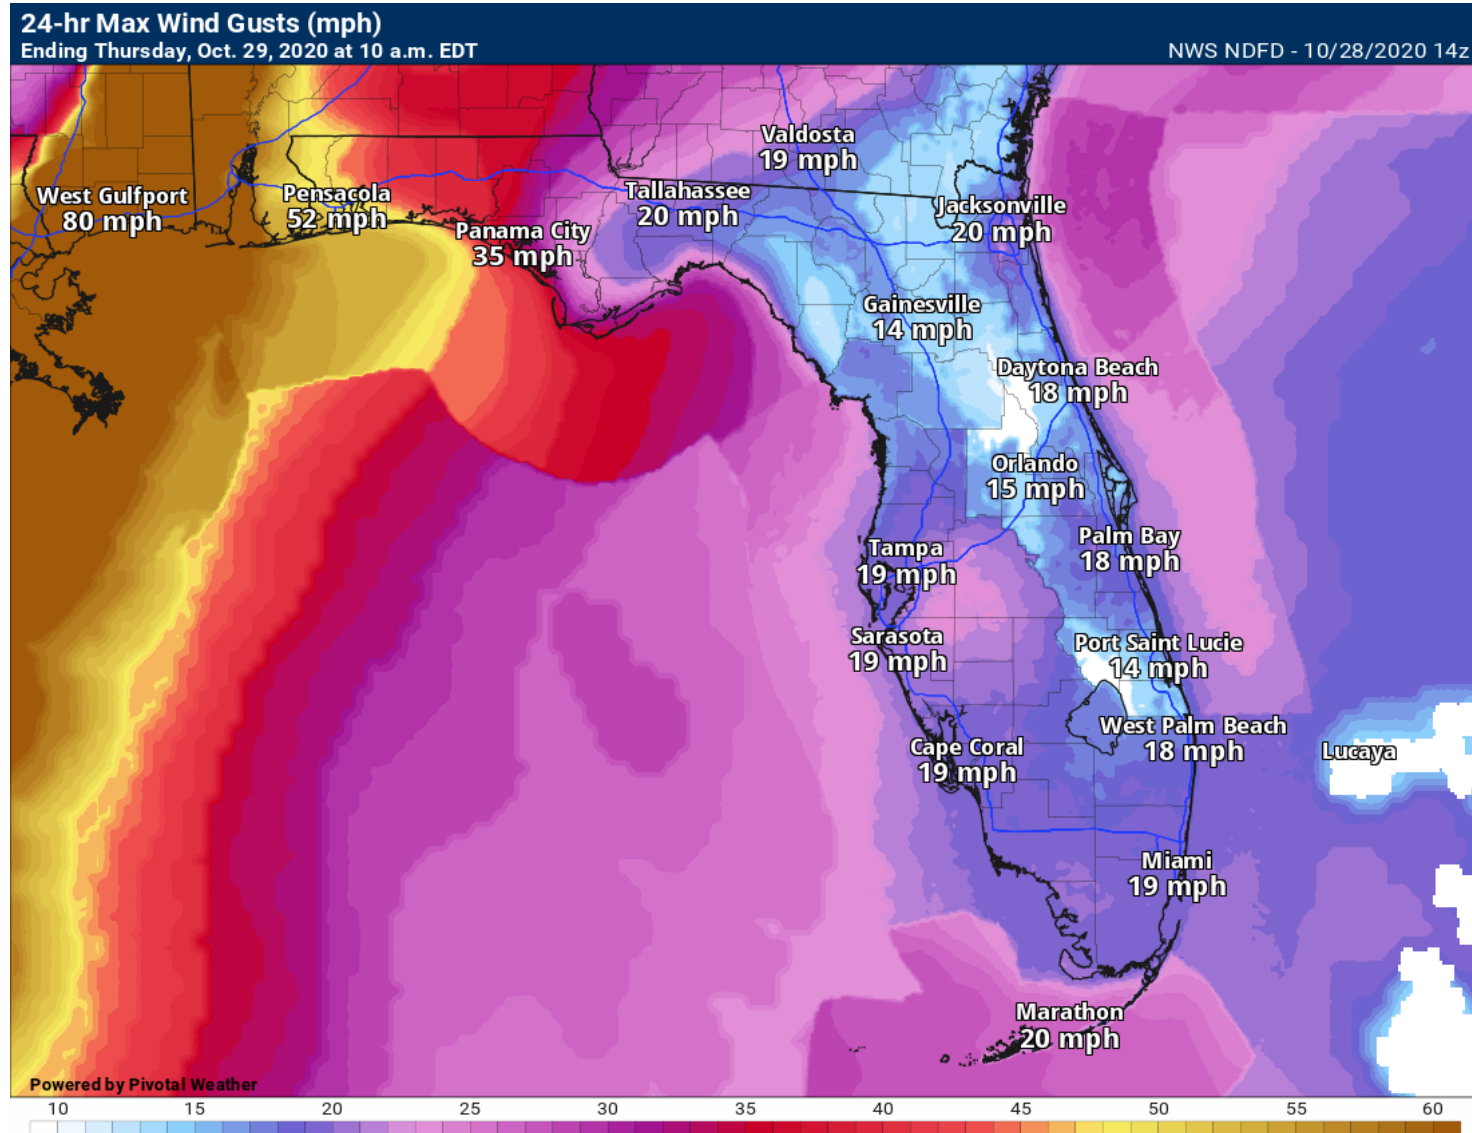 24-hr Max Wind Gusts (mph)
Ending Thursday, Oct. 29, 2020 at 10 a.m. EDT
NWS NDFD - 10/28/2020 14z
Valdosta
19 mph
West Gulfport
80 mph
Pensacola
52 mph
Tallahassee
20 mph
Jacksonville
20 mph
Panama City
35 mph
Gainesville
14 mph
Daytona Beach
18 mph
Orlando
15 mph
Palm Bay
18 mph
Tampa
19 mph
Sarasota
19 mph
Port Saint Lucie
14 mph
West Palm Beach
18 mph
Cape Coral
19 mph
Lucaya
Miami
19 mph
Marathon
20 mph
Powered by Pivotal Weather
10 15 20 25 30 35 40 45 50 55 60